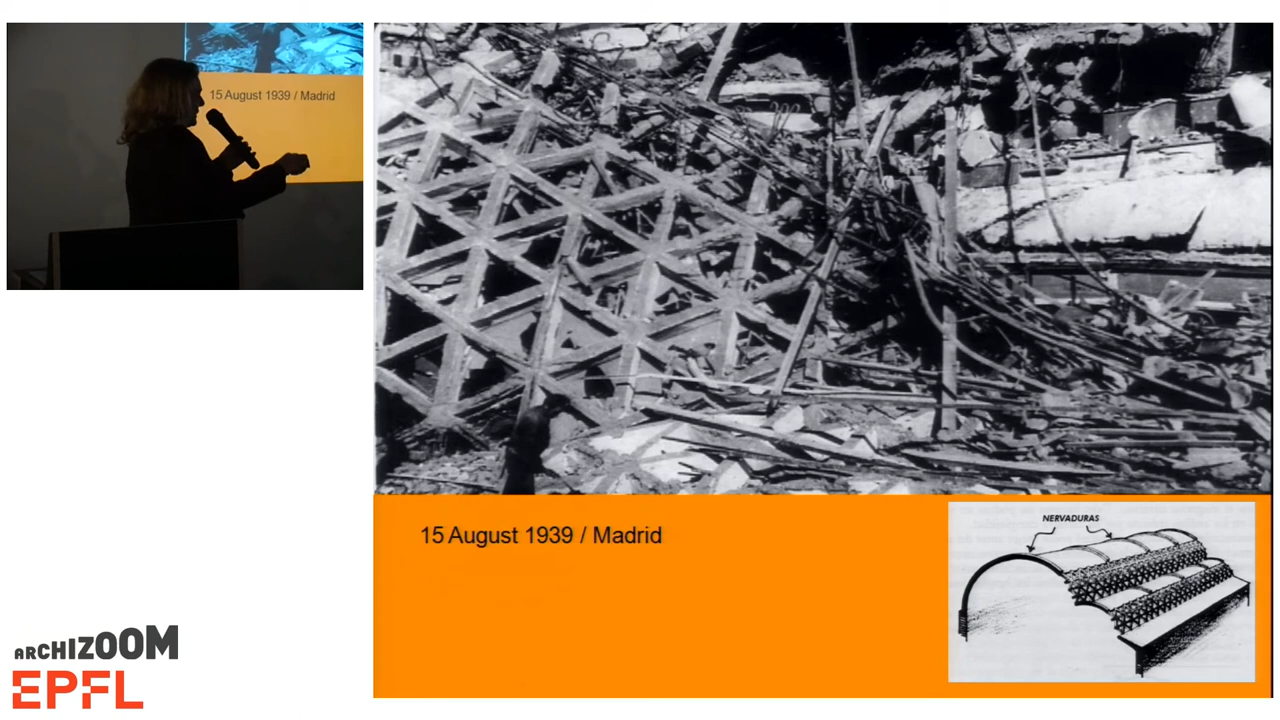 15 August 1939 / Madrid
15 August 1939 / Madrid
NERVADURAS
ARCHIZOOM
EPFL